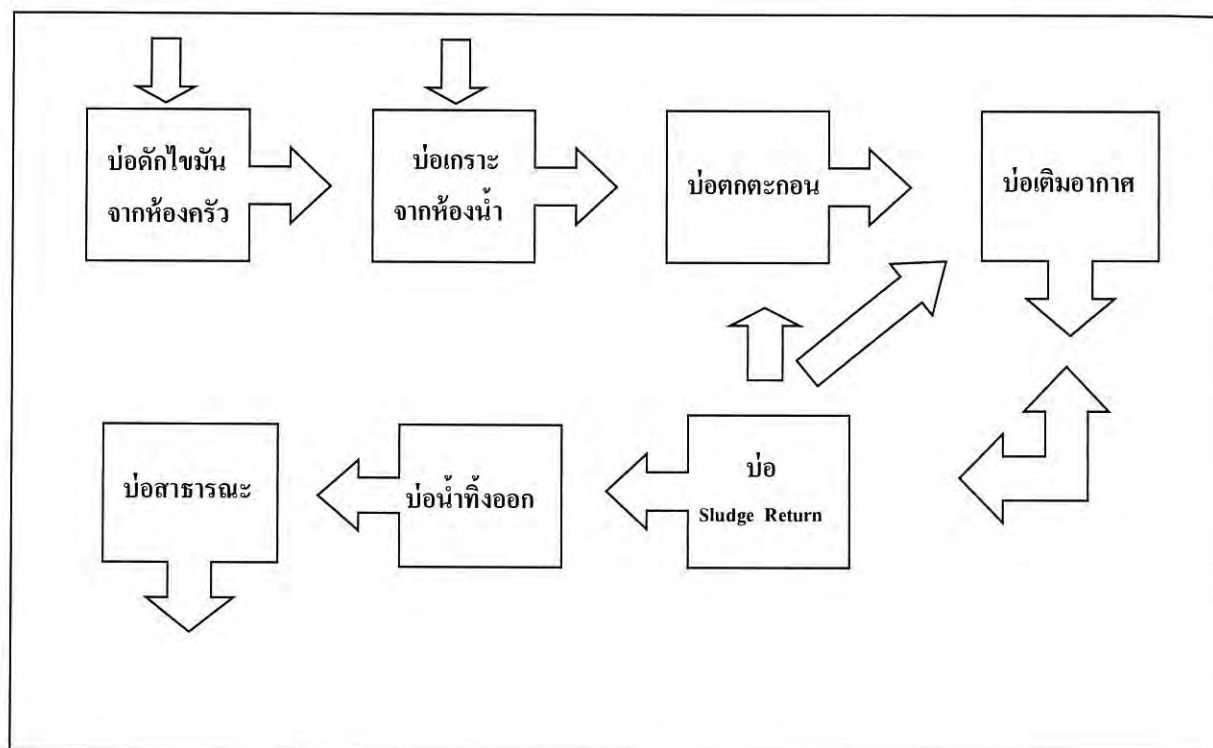 บ่อดักไขมัน
จากห้องครัว
บ่อเกราะ
จากห้องน้ำ
บ่อตกตะกอน
บ่อเติมอากาศ
บ่อสาธารณะ
บ่อน้ำทิ้งออก
บ่อ
Sludge Return